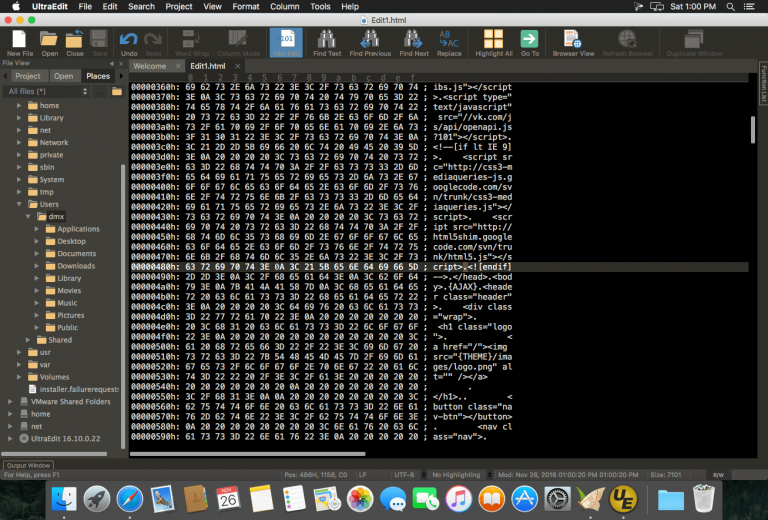 UltraEdit File Edit Search Project View Format Column Tools Help Sat 1:00 PM
Edit1.html
New File Open Close Save Undo Redo Word Wrap Column Mode Hex Edit Find Text Find Previous Find Next Replace Highlight All Go To Browser View Refresh Browser Duplicate Window
File View
Project Open Places
All files (*)
home
Library
net
Network
private
sbin
System
tmp
Users
dmx
Applications
Desktop
Documents
Downloads
Library
Movies
Music
Pictures
Public
Shared
usr
var
Volumes
installer.failurerequests
VMware Shared Folders
home
net
UltraEdit 16.10.0.22
Welcome Edit1.html
Function List
0 1 2 3 4 5 6 7 8 9 a b c d e f
00000360h: 69 62 73 2E 6A 73 22 3E 3C 2F 73 63 72 69 70 74 ; ibs.js"></script
00000370h: 3E 0A 3C 73 63 72 69 70 74 20 74 79 70 65 3D 22 ; >.<script type="
00000380h: 74 65 78 74 2F 6A 61 76 61 73 63 72 69 70 74 22 ; text/javascript"
00000390h: 20 73 72 63 3D 22 2F 2F 76 6B 2E 63 6F 6D 2F 6A ; src="//vk.com/j
000003a0h: 73 2F 61 70 69 2F 6F 70 65 6E 61 70 69 2E 6A 73 ; s/api/openapi.js
000003b0h: 3F 31 30 31 22 3E 3C 2F 73 63 72 69 70 74 3E 0A ; ?101"></script>.
000003c0h: 3C 21 2D 2D 5B 69 66 20 6C 74 20 49 45 20 39 5D ; <!--[if lt IE 9]
000003d0h: 3E 0A 20 20 20 20 3C 73 63 72 69 70 74 20 73 72 ; >.    <script sr
000003e0h: 63 3D 22 68 74 74 70 3A 2F 2F 63 73 73 33 2D 6D ; c="http://css3-m
000003f0h: 65 64 69 61 71 75 65 72 69 65 73 2D 6A 73 2E 67 ; ediaqueries-js.g
00000400h: 6F 6F 67 6C 65 63 6F 64 65 2E 63 6F 6D 2F 73 76 ; ooglecode.com/sv
00000410h: 6E 2F 74 72 75 6E 6B 2F 63 73 73 33 2D 6D 65 64 ; n/trunk/css3-med
00000420h: 69 61 71 75 65 72 69 65 73 2E 6A 73 22 3E 3C 2F ; iaqueries.js"></
00000430h: 73 63 72 69 70 74 3E 0A 20 20 20 20 3C 73 63 72 ; script>.    <scr
00000440h: 69 70 74 20 73 72 63 3D 22 68 74 74 70 3A 2F 2F ; ipt src="http://
00000450h: 68 74 6D 6C 35 73 68 69 6D 2E 67 6F 6F 67 6C 65 ; html5shim.google
00000460h: 63 6F 64 65 2E 63 6F 6D 2F 73 76 6E 2F 74 72 75 ; code.com/svn/tru
00000470h: 6E 6B 2F 68 74 6D 6C 35 2E 6A 73 22 3E 3C 2F 73 ; nk/html5.js"></s
00000480h: 63 72 69 70 74 3E 0A 3C 21 5B 65 6E 64 69 66 5D ; cript>.<![endif]
00000490h: 2D 2D 3E 0A 3C 2F 68 65 61 64 3E 0A 3C 62 6F 64 ; -->.</head>.<bod
000004a0h: 79 3E 0A 7B 41 4A 41 58 7D 0A 3C 68 65 61 64 65 ; y>.{AJAX}.<heade
000004b0h: 72 20 63 6C 61 73 73 3D 22 68 65 61 64 65 72 22 ; r class="header"
000004c0h: 3E 0A 20 20 20 20 3C 64 69 76 20 63 6C 61 73 73 ; >.    <div class
000004d0h: 3D 22 77 72 61 70 22 3E 0A 20 20 20 20 20 20 20 ; ="wrap">.
000004e0h: 20 3C 68 31 20 63 6C 61 73 73 3D 22 6C 6F 67 6F ; <h1 class="logo
000004f0h: 22 3E 0A 20 20 20 20 20 20 20 20 20 20 20 20 3C ; ">.            <
00000500h: 61 20 68 72 65 66 3D 22 2F 22 3E 3C 69 6D 67 20 ; a href="/"><img
00000510h: 73 72 63 3D 22 7B 54 48 45 4D 45 7D 2F 69 6D 61 ; src="{THEME}/ima
00000520h: 67 65 73 2F 6C 6F 67 6F 2E 70 6E 67 22 20 61 6C ; ges/logo.png" al
00000530h: 74 3D 22 22 20 2F 3E 3C 2F 61 3E 20 20 20 20 20 ; t="" /></a>
00000540h: 20 20 20 20 20 20 20 20 0A 20 20 20 20 20 20 20 ; .
00000550h: 3C 2F 68 31 3E 0A 0A 20 20 20 20 20 20 20 20 3C ; </h1>..        <
00000560h: 62 75 74 74 6F 6E 20 63 6C 61 73 73 3D 22 6E 61 ; button class="na
00000570h: 76 2D 62 74 6E 22 3E 3C 2F 62 75 74 74 6F 6E 3E ; v-btn"></button>
00000580h: 0A 20 20 20 20 20 20 20 20 3C 6E 61 76 20 63 6C ; .        <nav cl
00000590h: 61 73 73 3D 22 6E 61 76 22 3E 0A 20 20 20 20 20 ; ass="nav">.
Output Window
For Help, press F1 Pos: 486H, 1158, C0 LF UTF-8 No Highlighting Mod: Nov 26, 2016 01:00:20 PM 01:00:20 PM Size: 7101 R/W
NOV
26
UE